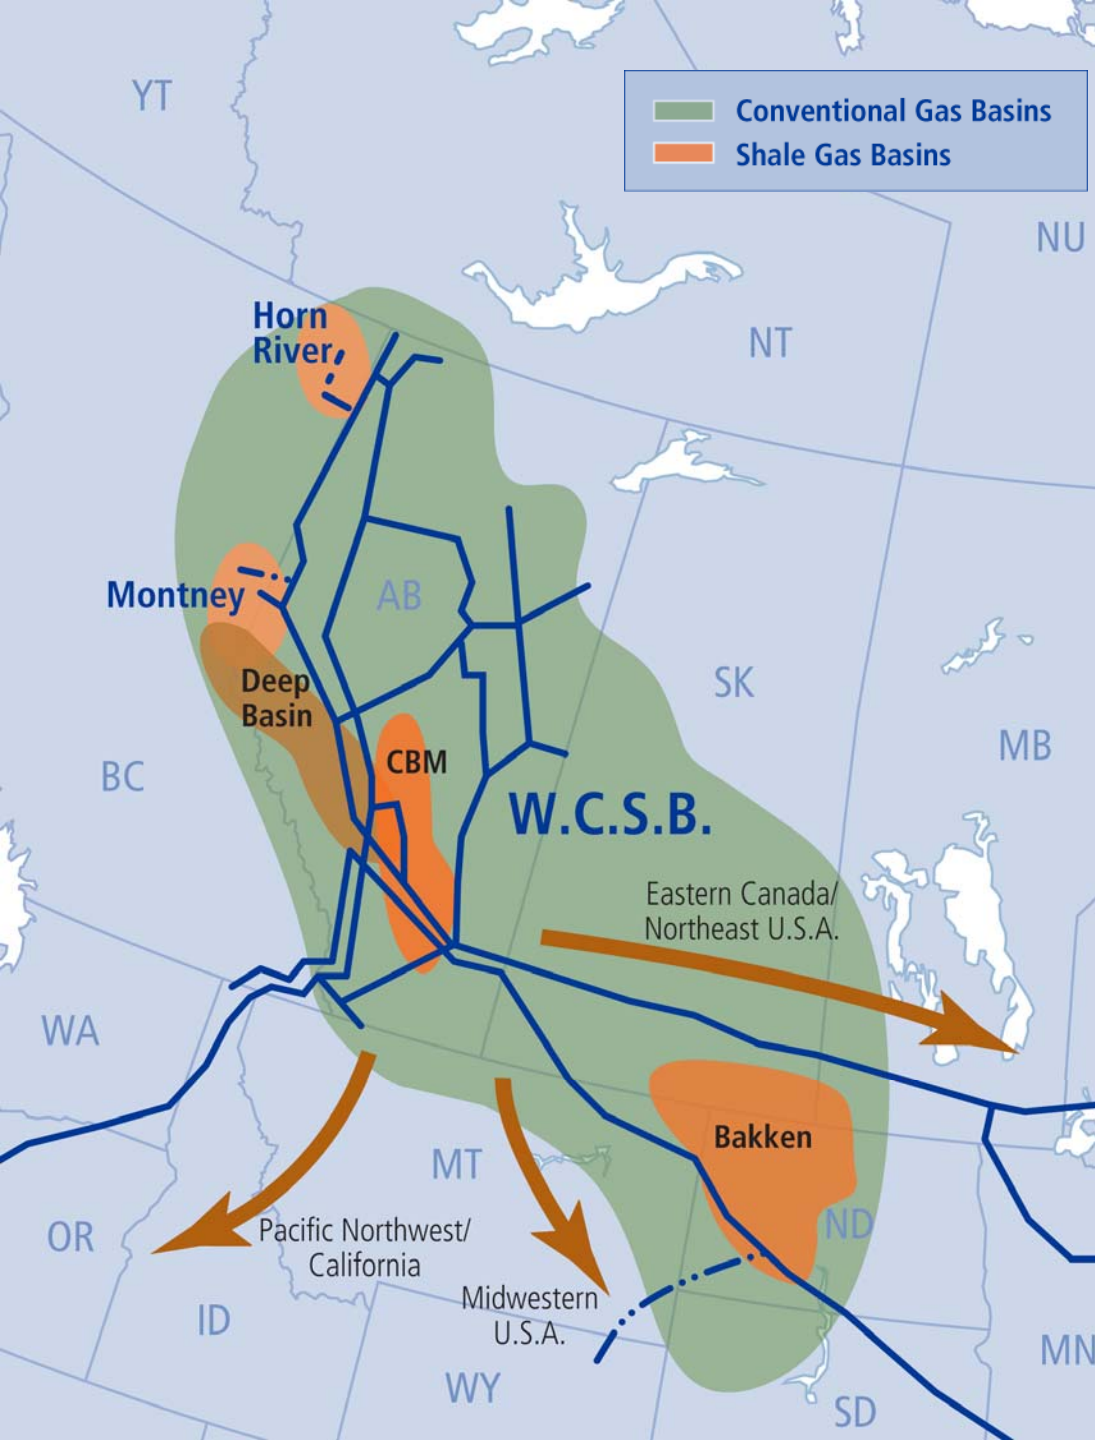 YT
Conventional Gas Basins
Shale Gas Basins
NU
Horn
River
NT
Montney
AB
Deep
Basin
SK
CBM
MB
BC
W.C.S.B.
Eastern Canada/
Northeast U.S.A.
WA
Bakken
MT
ND
OR
Pacific Northwest/
California
Midwestern
U.S.A.
ID
MN
WY
SD